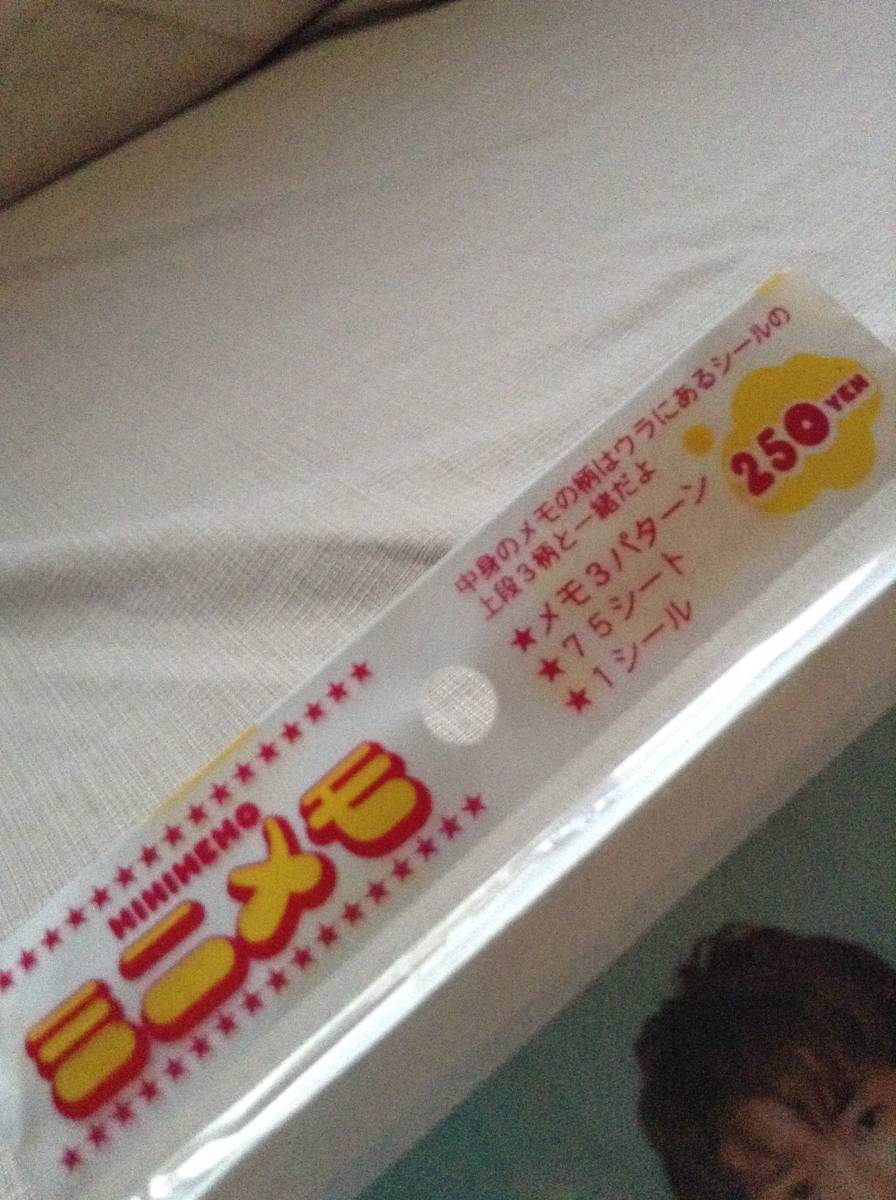 MINIMEMO
ミニメモ
中身のメモの柄はウラにあるシールの
上段3柄と一緒だよ
★メモ3パターン
★75シート
★1シール
250YEN